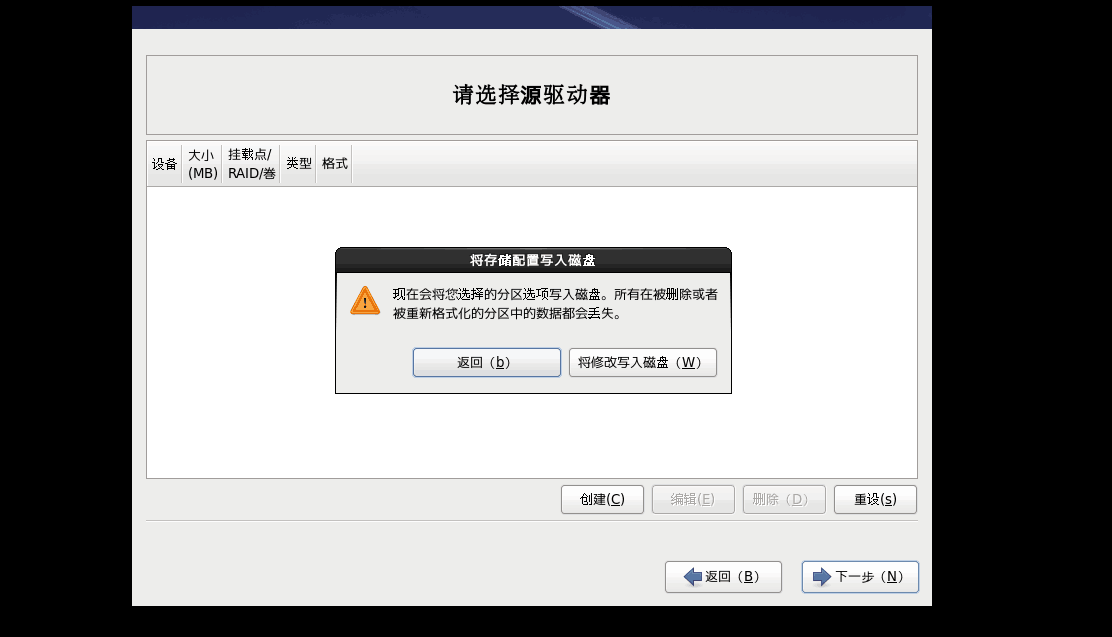 请选择源驱动器
设备
大小
(MB)
挂载点/
RAID/卷
类型
格式
将存储配置写入磁盘
现在会将您选择的分区选项写入磁盘。所有在被删除或者
被重新格式化的分区中的数据都会丢失。
返回（b）
将修改写入磁盘（W）
创建(C)
编辑(E)
删除（D）
重设(s)
返回（B）
下一步（N）